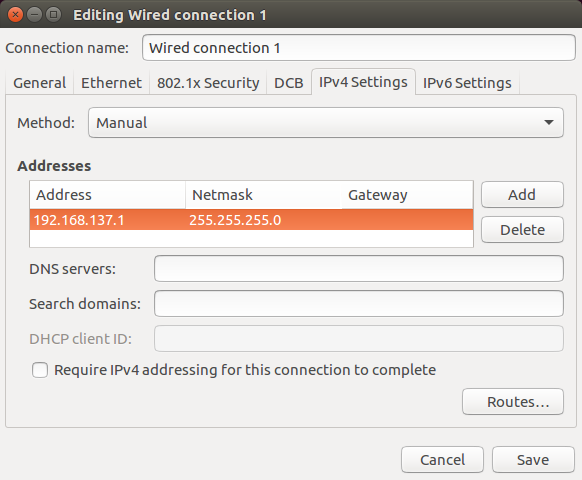 Editing Wired connection 1
Connection name: Wired connection 1
General Ethernet 802.1x Security DCB IPv4 Settings IPv6 Settings
Method: Manual
Addresses
Address Netmask Gateway Add
192.168.137.1 255.255.255.0
Delete
DNS servers:
Search domains:
DHCP client ID:
Require IPv4 addressing for this connection to complete
Routes...
Cancel Save